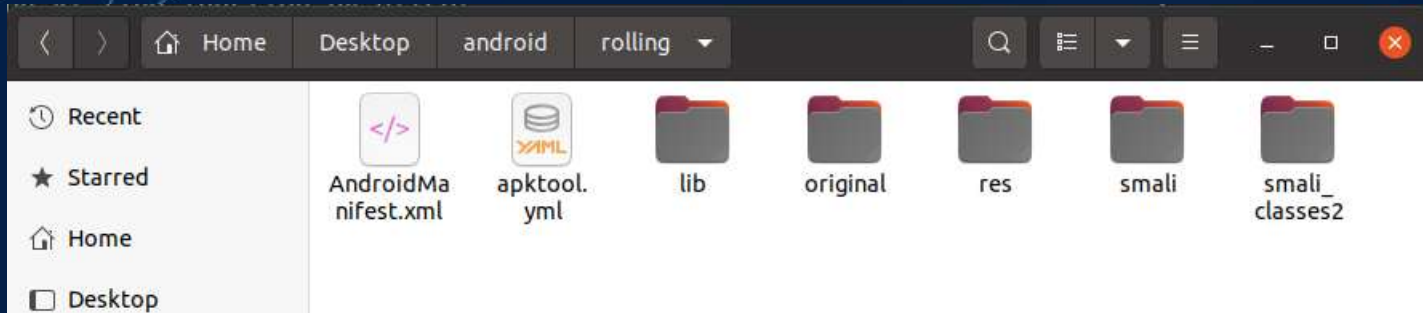 Home Desktop android rolling
Recent
Starred
Home
Desktop
</>
YAML
AndroidMa
nifest.xml
apktool.
yml
lib
original
res
smali
smali_
classes2